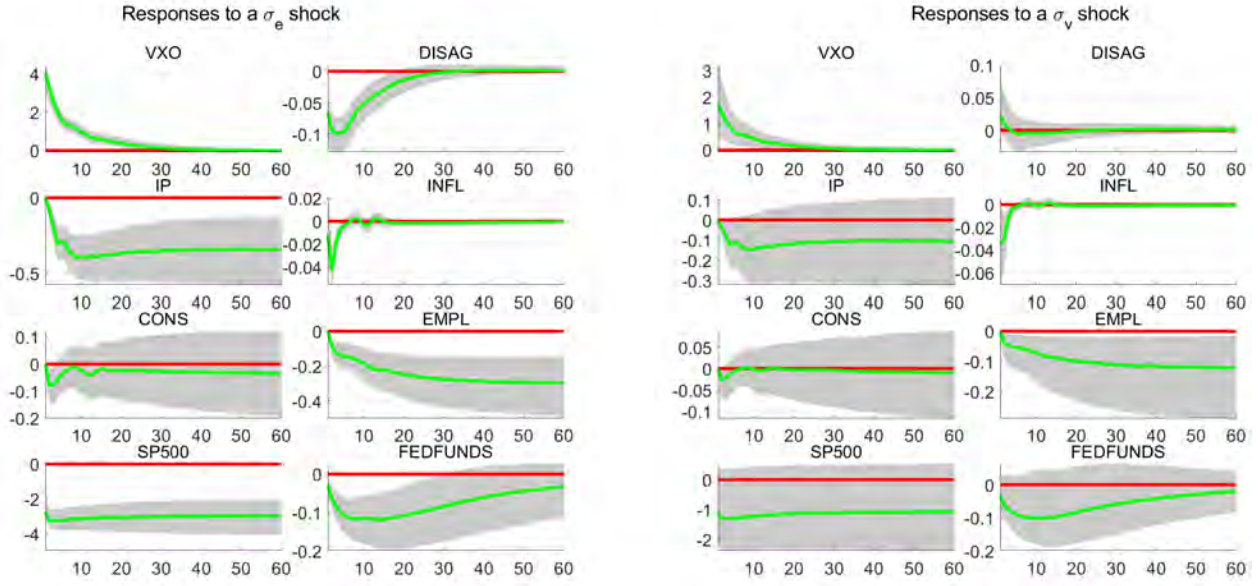 Responses to a σe shock
VXO
4
2
0
10 20 30 40 50 60
DISAG
0
-0.05
-0.1
10 20 30 40 50 60
IP
0
-0.5
10 20 30 40 50 60
INFL
0.02
0
-0.02
-0.04
10 20 30 40 50 60
CONS
0.1
0
-0.1
-0.2
10 20 30 40 50 60
EMPL
0
-0.2
-0.4
10 20 30 40 50 60
SP500
0
-2
-4
10 20 30 40 50 60
FEDFUNDS
0
-0.1
-0.2
10 20 30 40 50 60
Responses to a σv shock
VXO
3
2
1
0
10 20 30 40 50 60
DISAG
0.1
0.05
0
10 20 30 40 50 60
IP
0.1
0
-0.1
-0.2
-0.3
10 20 30 40 50 60
INFL
0
-0.02
-0.04
-0.06
10 20 30 40 50 60
CONS
0.05
0
-0.05
-0.1
10 20 30 40 50 60
EMPL
0
-0.1
-0.2
10 20 30 40 50 60
SP500
0
-1
-2
10 20 30 40 50 60
FEDFUNDS
0
-0.1
-0.2
10 20 30 40 50 60